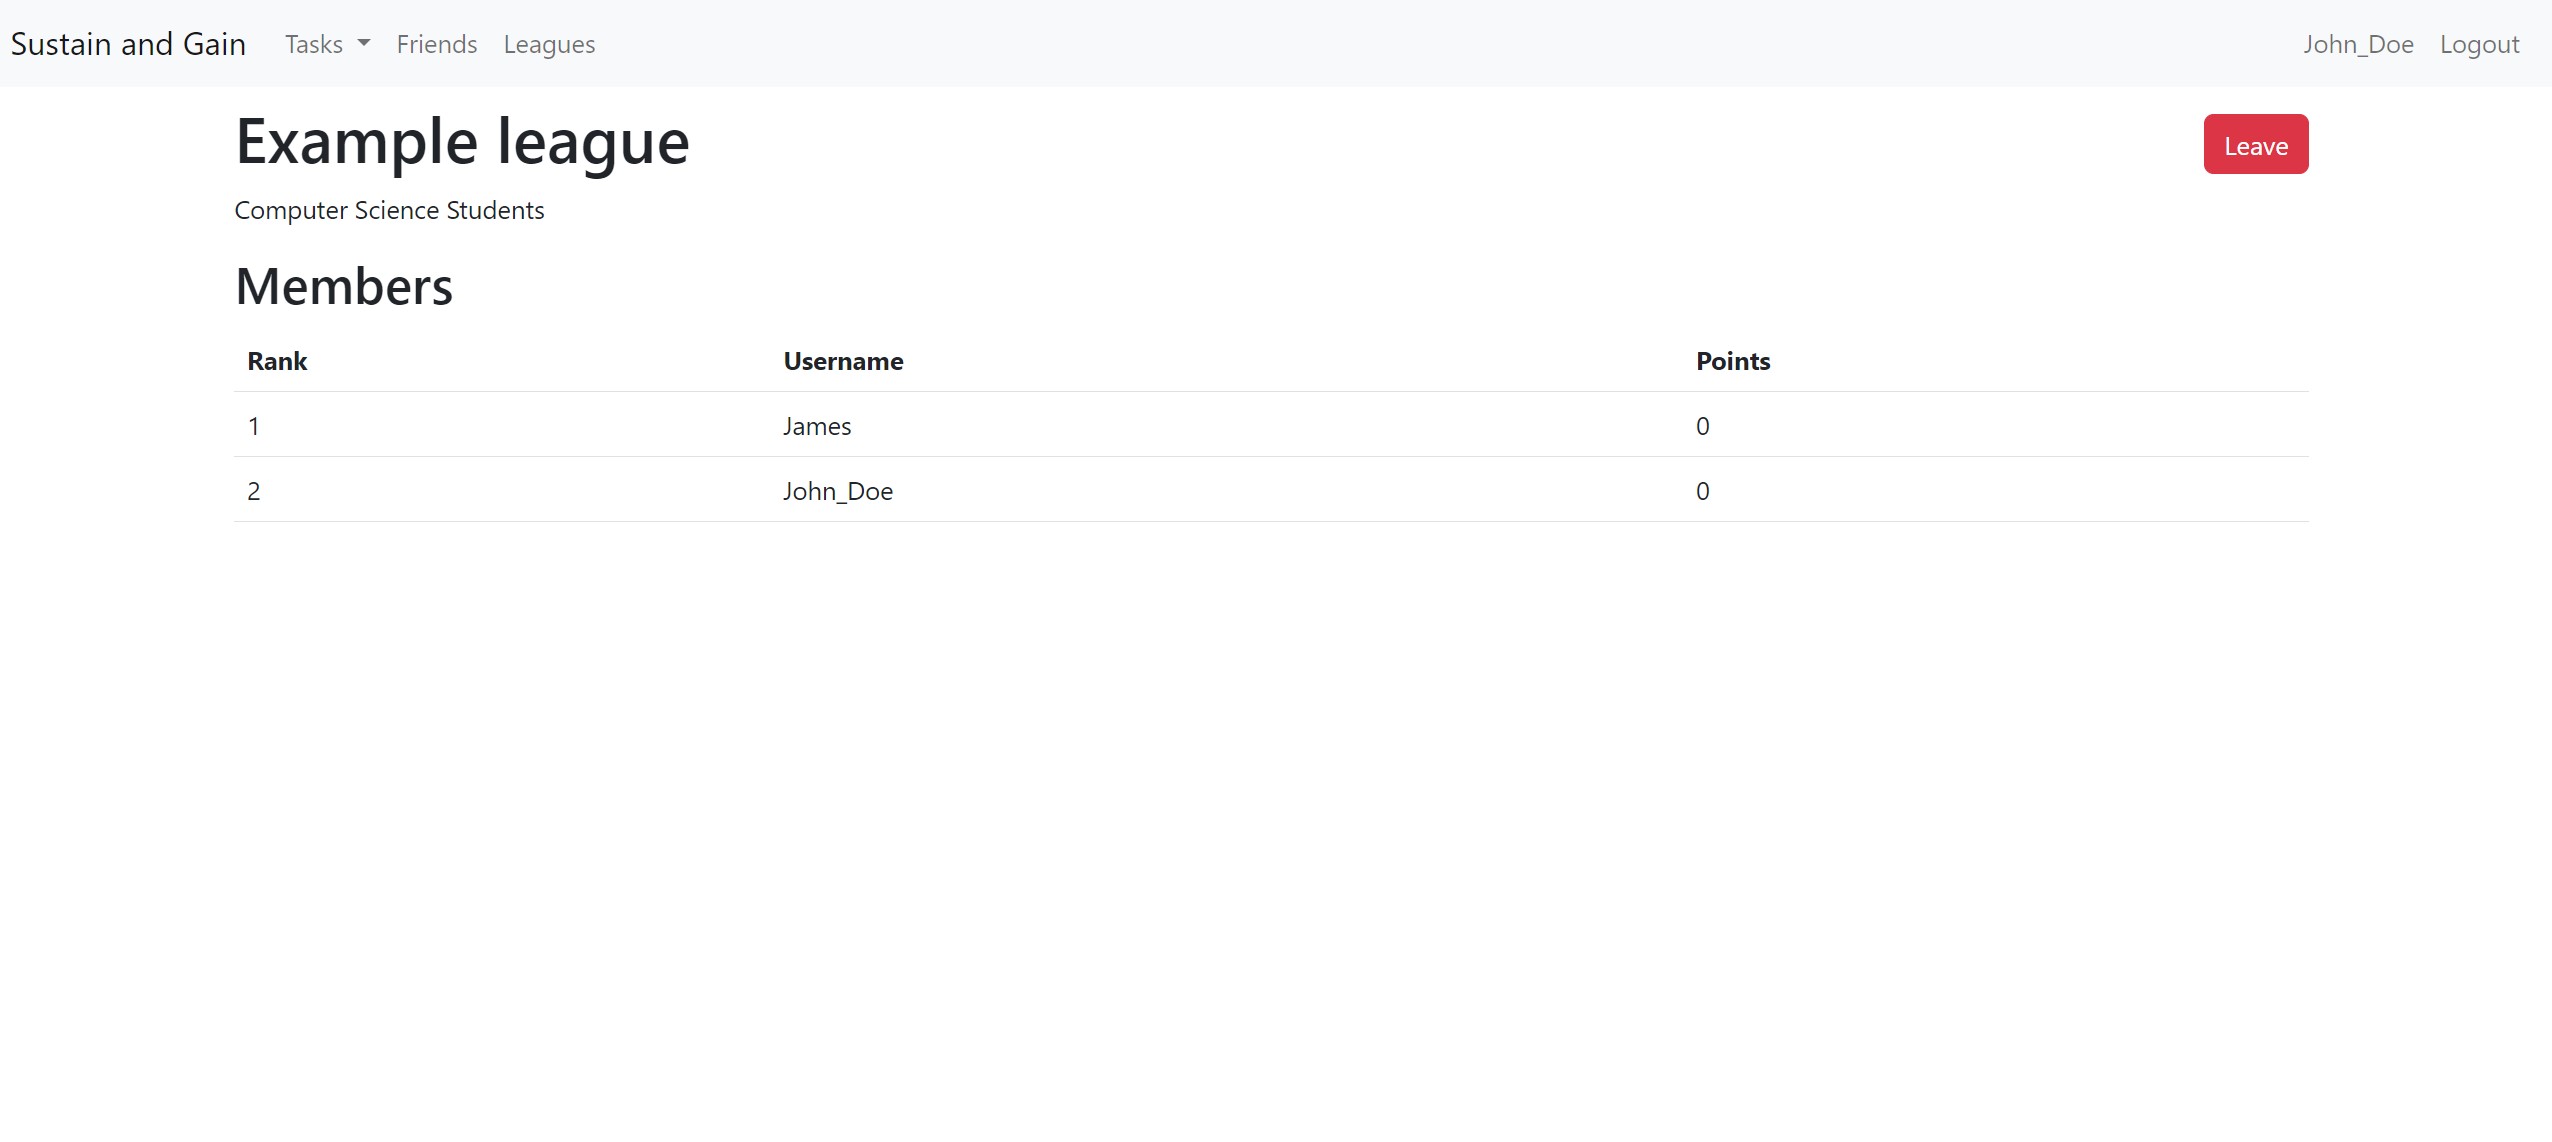 Sustain and Gain Tasks Friends Leagues John_Doe Logout
Example league Leave
Computer Science Students
Members
Rank Username Points
1 James 0
2 John_Doe 0